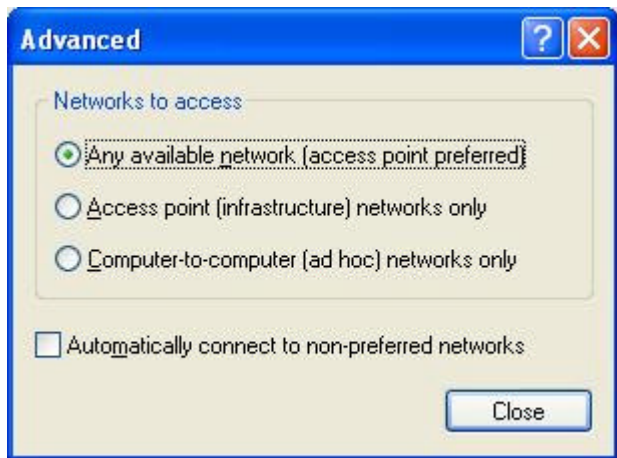 Advanced
Networks to access
Any available network (access point preferred)
Access point (infrastructure) networks only
Computer-to-computer (ad hoc) networks only
Automatically connect to non-preferred networks
Close